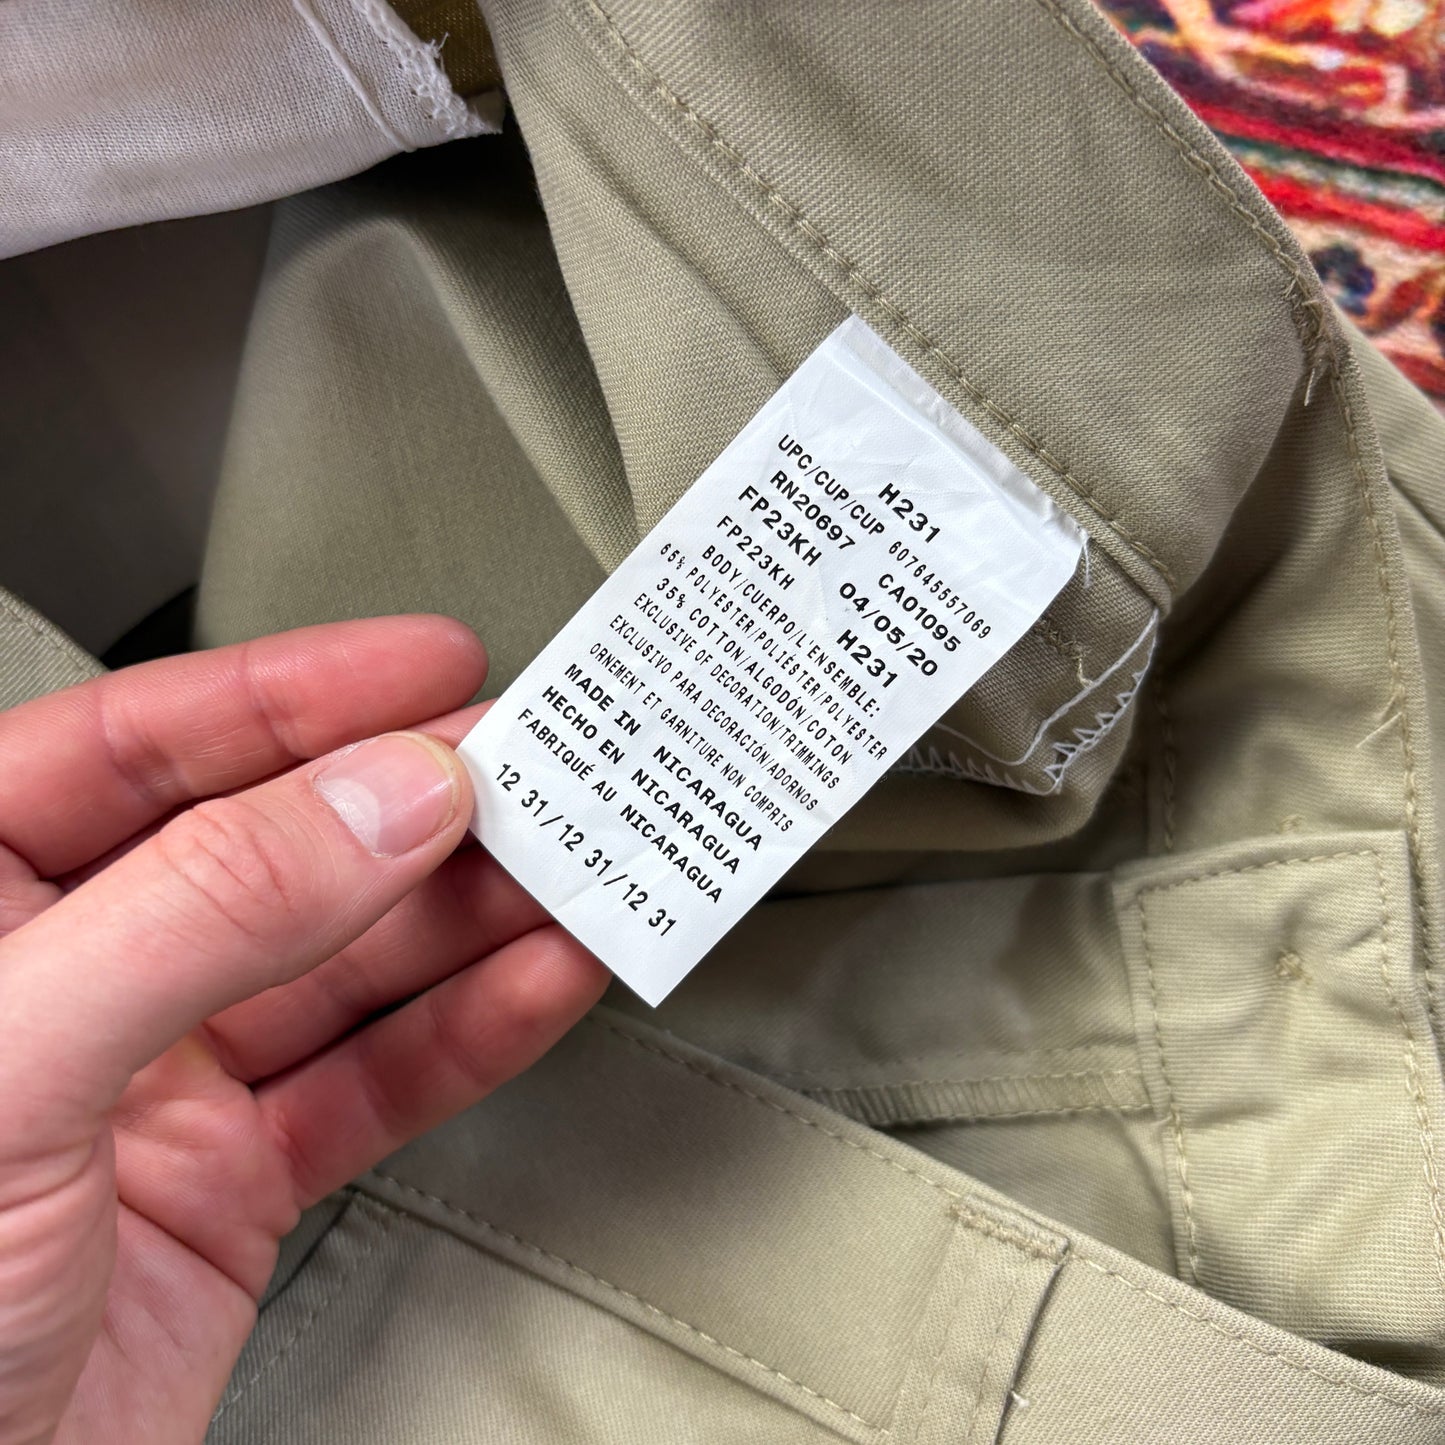 H231
UPC/CUP/CUP 607645557069
RN20697 CA01095
FP23KH 04/05/20
FP223KH H231
BODY/CUERPO/L'ENSEMBLE:
65% POLYESTER/POLIÉSTER/POLYESTER
35% COTTON/ALGODÓN/COTON
EXCLUSIVE OF DECORATION/TRIMMINGS
EXCLUSIVO PARA DECORACIÓN/ADORNOS
ORNEMENT ET GARNITURE NON COMPRIS
MADE IN NICARAGUA
HECHO EN NICARAGUA
FABRIQUÉ AU NICARAGUA
12 31 / 12 31 / 12 31